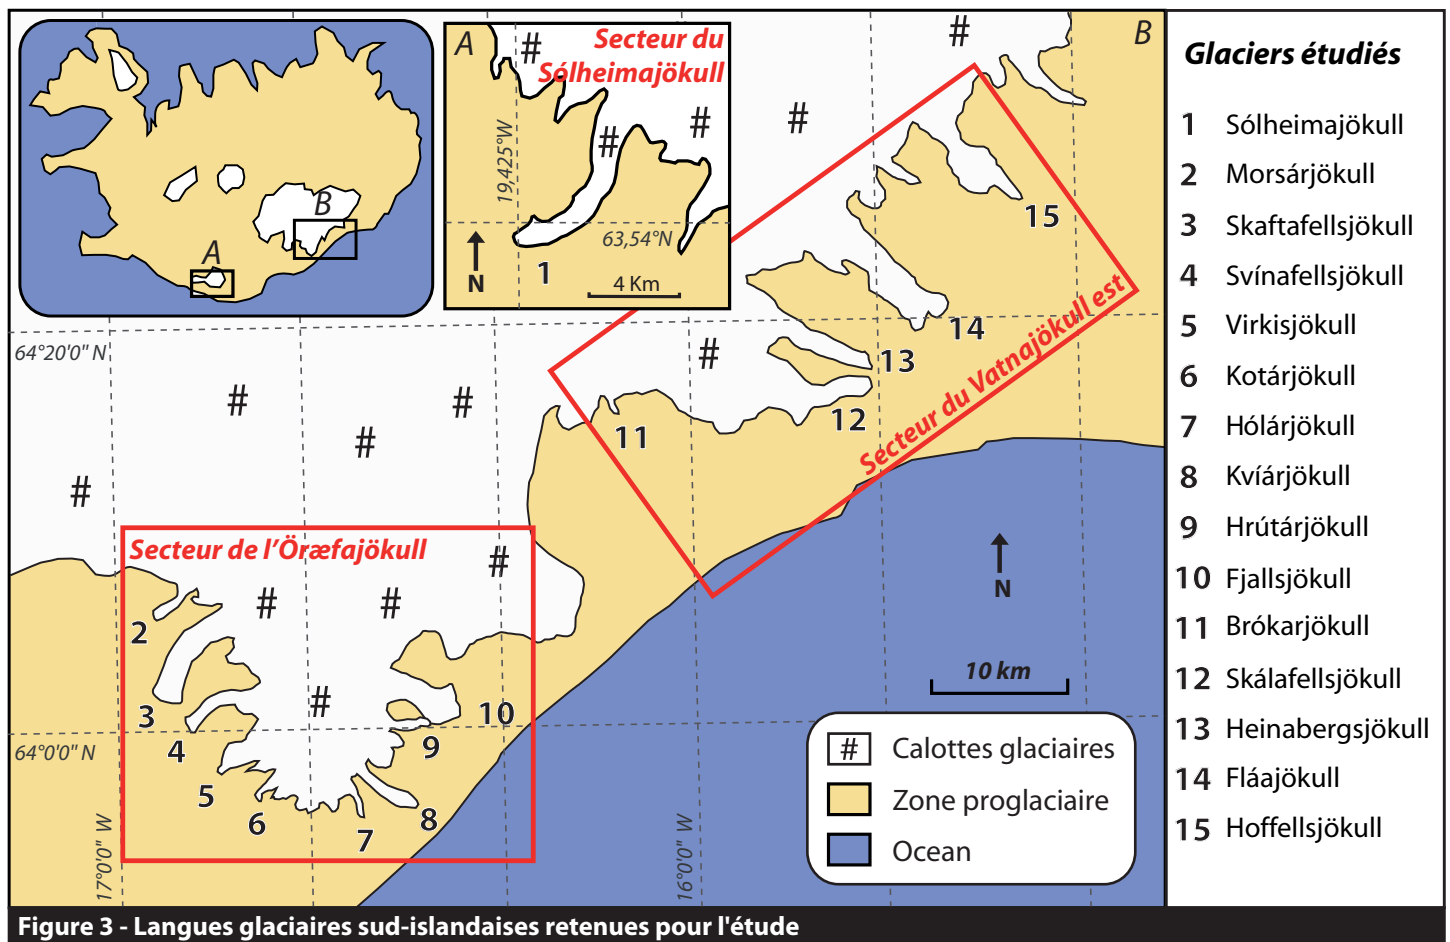 A
B
A
Secteur du
Sólheimajökull
#
#
#
19,425°W
63,54°N
N
1
4 Km
B
#
#
#
#
#
#
#
#
#
#
#
64°20'0" N
64°0'0" N
17°0'0" W
16°0'0" W
Secteur du Vatnajökull est
15
14
13
12
11
Secteur de l'Öræfajökull
2
3
4
5
6
7
8
9
10
N
10 km
# Calottes glaciaires
Zone proglaciaire
Ocean
Glaciers étudiés
1 Sólheimajökull
2 Morsárjökull
3 Skaftafellsjökull
4 Svínafellsjökull
5 Virkisjökull
6 Kotárjökull
7 Hólárjökull
8 Kvíárjökull
9 Hrútárjökull
10 Fjallsjökull
11 Brókarjökull
12 Skálafellsjökull
13 Heinabergsjökull
14 Fláajökull
15 Hoffellsjökull
Figure 3 - Langues glaciaires sud-islandaises retenues pour l'étude